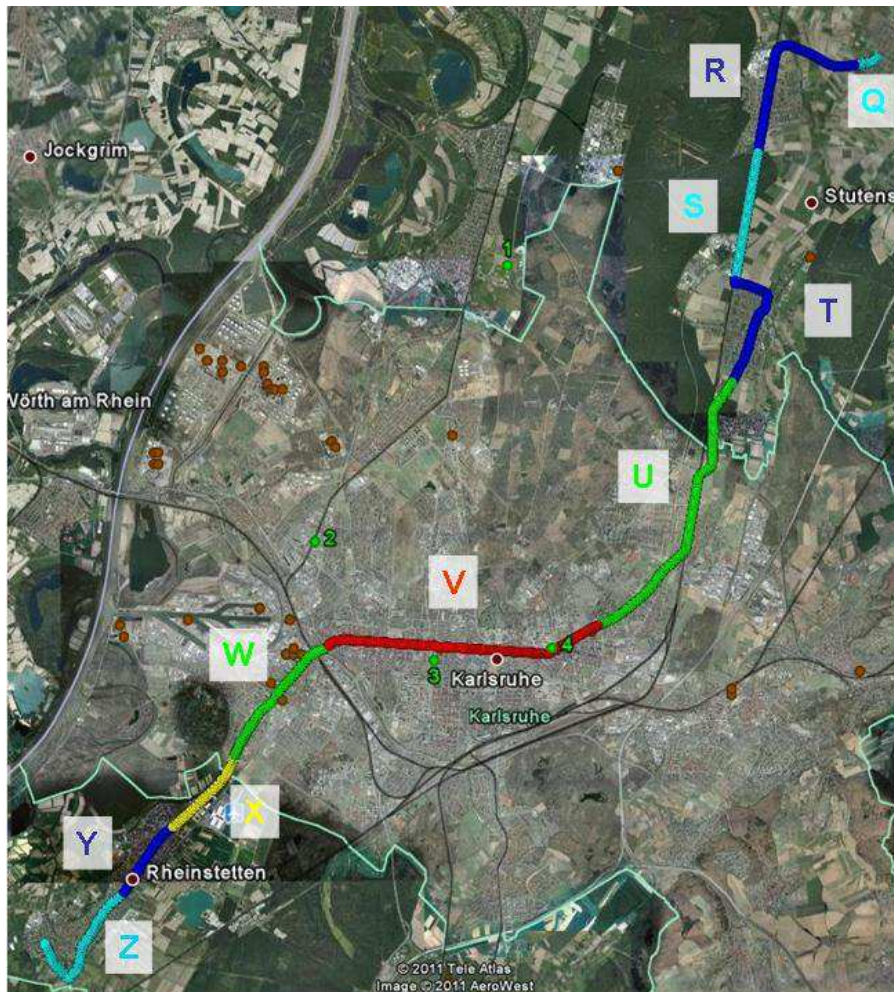 R
Q
Jockgrim
S
Stutens
1
T
Wörth am Rhein
U
2
V
W
4
3
Karlsruhe
Karlsruhe
X
Y
Rheinstetten
Z
© 2011 Tele Atlas
Image © 2011 AeroWest